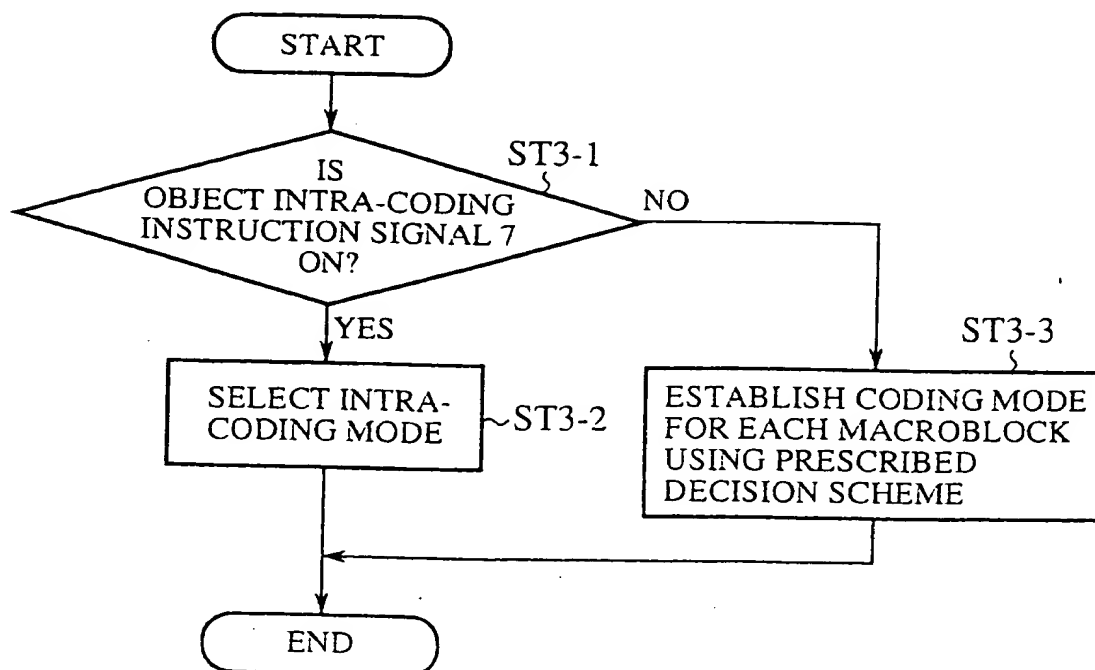 START
ST3-1
IS
OBJECT INTRA-CODING
INSTRUCTION SIGNAL 7
ON?
NO
YES
ST3-3
SELECT INTRA-
CODING MODE
ST3-2
ESTABLISH CODING MODE
FOR EACH MACROBLOCK
USING PRESCRIBED
DECISION SCHEME
END